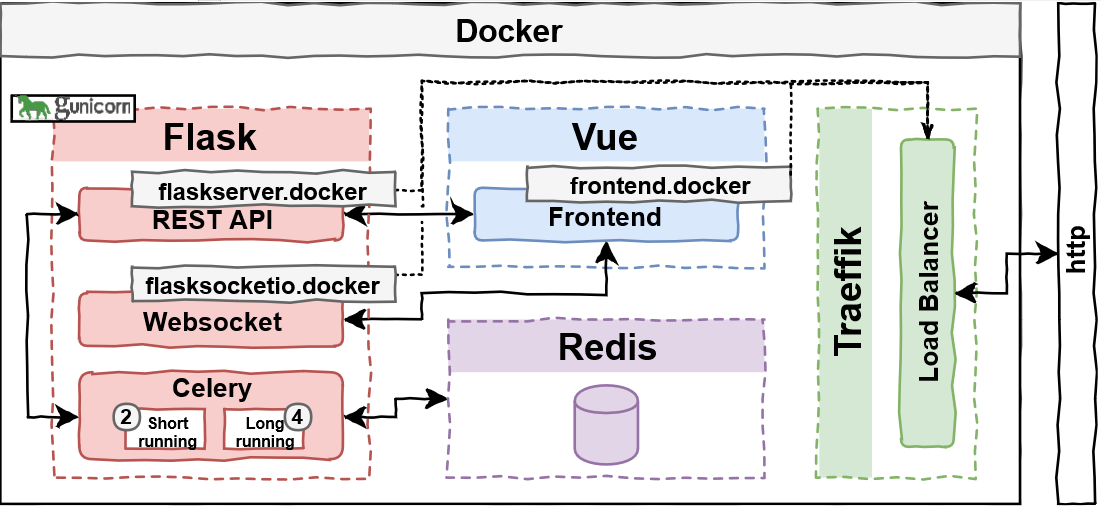 Docker
gunicorn
Flask
flaskserver.docker
REST API
flasksocketio.docker
Websocket
Celery
2
Short
running
Long
running
4
Vue
frontend.docker
Frontend
Redis
Traeffik
Load Balancer
http